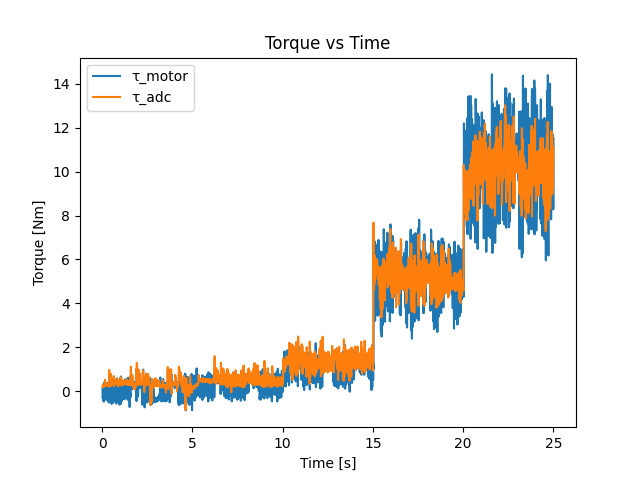 Torque vs Time
τ_motor
τ_adc
Torque [Nm]
14
12
10
8
6
4
2
0
0 5 10 15 20 25
Time [s]